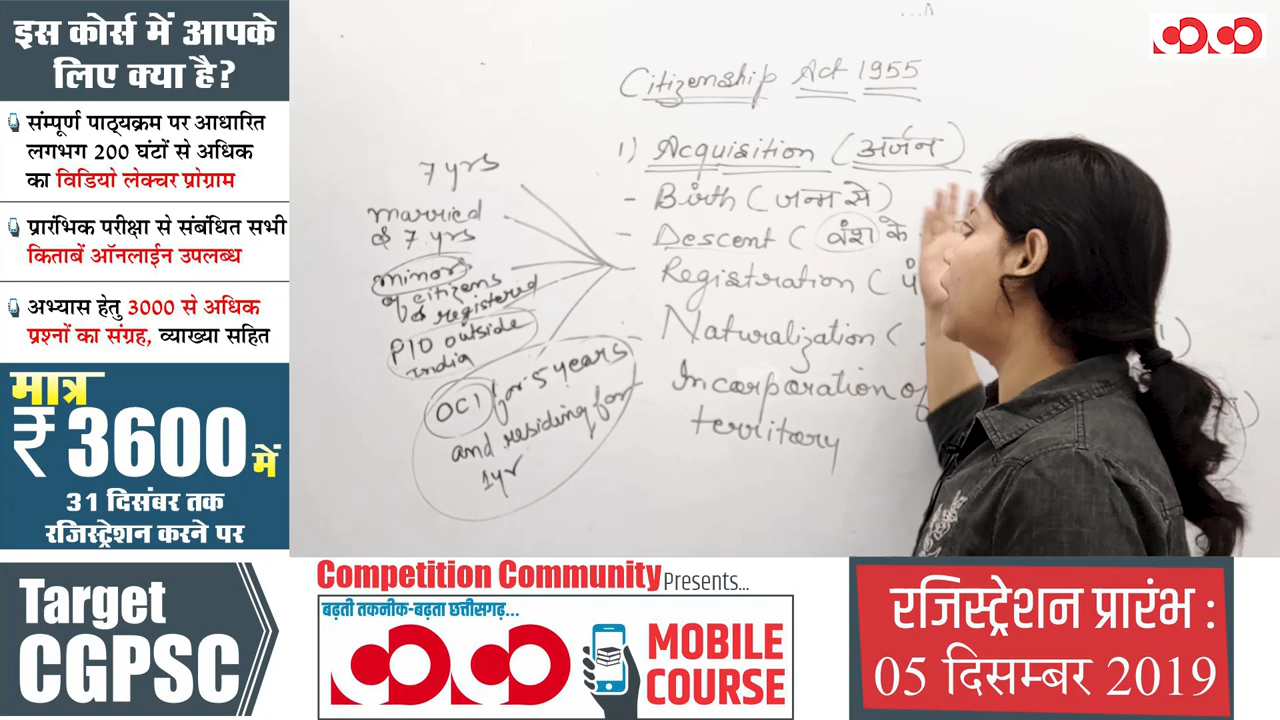 इस कोर्स में आपके
लिए क्या है?
संम्पूर्ण पाठ्यक्रम पर आधारित
लगभग 200 घंटों से अधिक
का विडियो लेक्चर प्रोग्राम
प्रारंभिक परीक्षा से संबंधित सभी
किताबें ऑनलाईन उपलब्ध
अभ्यास हेतु 3000 से अधिक
प्रश्नों का संग्रह, व्याख्या सहित
मात्र
₹ 3600 में
31 दिसंबर तक
रजिस्ट्रेशन करने पर
Target
CGPSC
Citizenship Act 1955
1) Acquisition (अर्जन)
- Birth (जन्म से)
- Descent (वंश के
- Registration (
- Naturalization (
Incorporation of
territory
7 yrs
married
& 7 yrs
minors
of citizens
& registered
PIO outside
India
OCI for 5 years
and residing for
1yr
Competition Community Presents...
बढ़ती तकनीक-बढ़ता छत्तीसगढ़...
MOBILE
COURSE
रजिस्ट्रेशन प्रारंभ :
05 दिसम्बर 2019